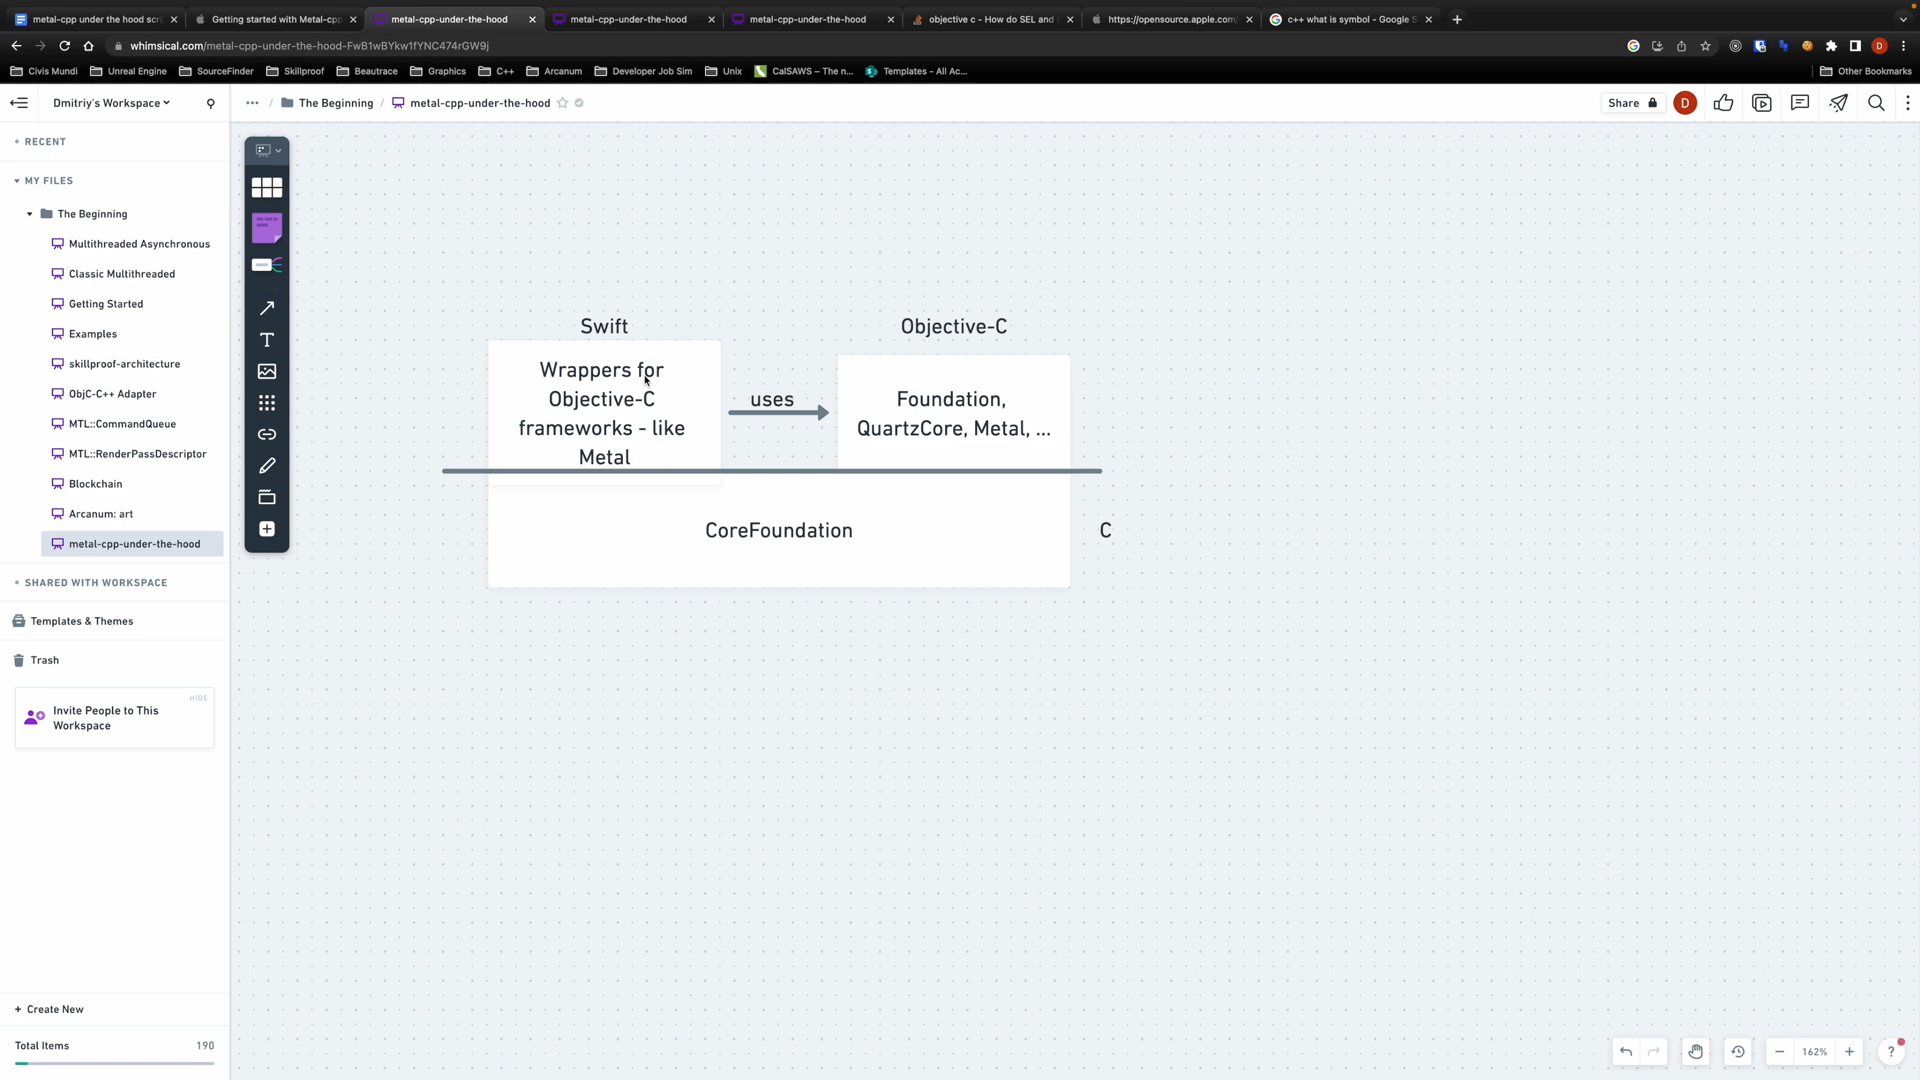 metal-cpp under the hood scri
Getting started with Metal-cpp
metal-cpp-under-the-hood
metal-cpp-under-the-hood
metal-cpp-under-the-hood
objective c - How do SEL and
https://opensource.apple.com/
c++ what is symbol - Google S
whimsical.com/metal-cpp-under-the-hood-FwB1wBYkw1fYNC474rGW9j
D
Civis Mundi
Unreal Engine
SourceFinder
Skillproof
Beautrace
Graphics
C++
Arcanum
Developer Job Sim
Unix
CalSAWS – The n...
Templates - All Ac...
Other Bookmarks
Dmitriy's Workspace
... / The Beginning / metal-cpp-under-the-hood
Share
D
RECENT
MY FILES
The Beginning
Multithreaded Asynchronous
Classic Multithreaded
Getting Started
Examples
skillproof-architecture
ObjC-C++ Adapter
MTL::CommandQueue
MTL::RenderPassDescriptor
Blockchain
Arcanum: art
metal-cpp-under-the-hood
SHARED WITH WORKSPACE
Templates & Themes
Trash
HIDE
Invite People to This
Workspace
+ Create New
Total Items 190
T
Swift
Wrappers for
Objective-C
frameworks - like
Metal
uses
Objective-C
Foundation,
QuartzCore, Metal, ...
CoreFoundation
C
162%
?